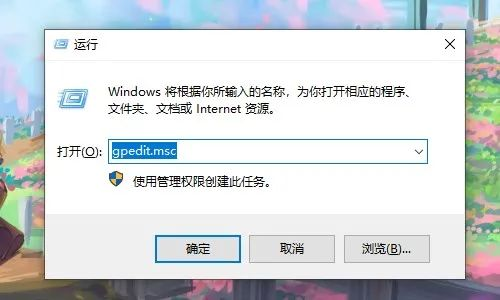 运行
Windows 将根据你所输入的名称，为你打开相应的程序、
文件夹、文档或 Internet 资源。
打开(O): gpedit.msc
使用管理权限创建此任务。
确定 取消 浏览(B)...